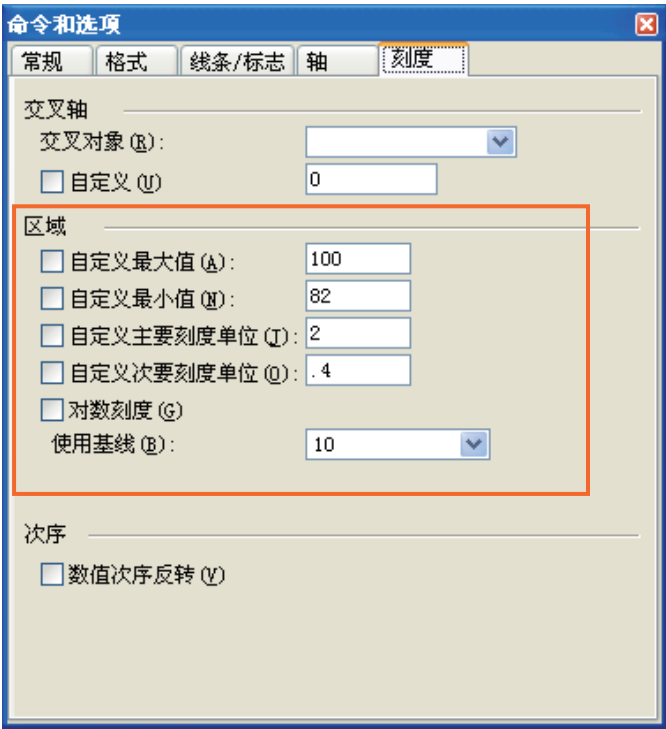 命令和选项
常规 格式 线条/标志 轴 刻度
交叉轴
交叉对象(R):
自定义(U) 0
区域
自定义最大值(A): 100
自定义最小值(N): 82
自定义主要刻度单位(J): 2
自定义次要刻度单位(O): .4
对数刻度(G)
使用基线(B): 10
次序
数值次序反转(V)